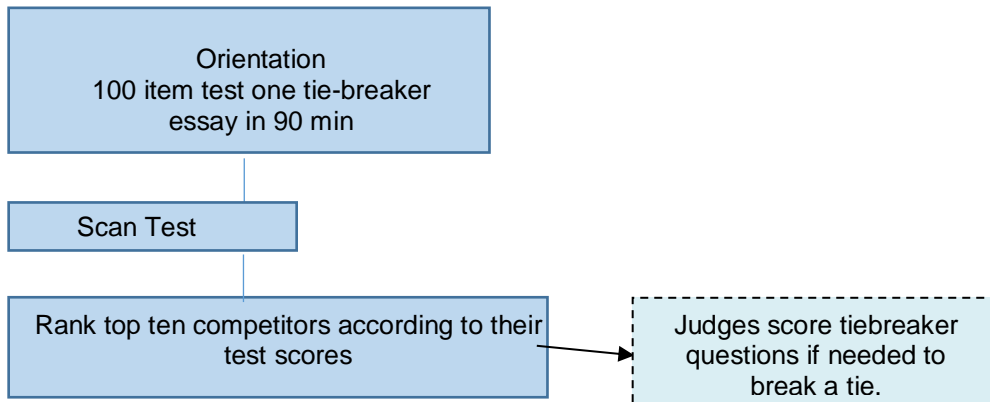 Orientation
100 item test one tie-breaker
essay in 90 min
Scan Test
Rank top ten competitors according to their
test scores
Judges score tiebreaker
questions if needed to
break a tie.